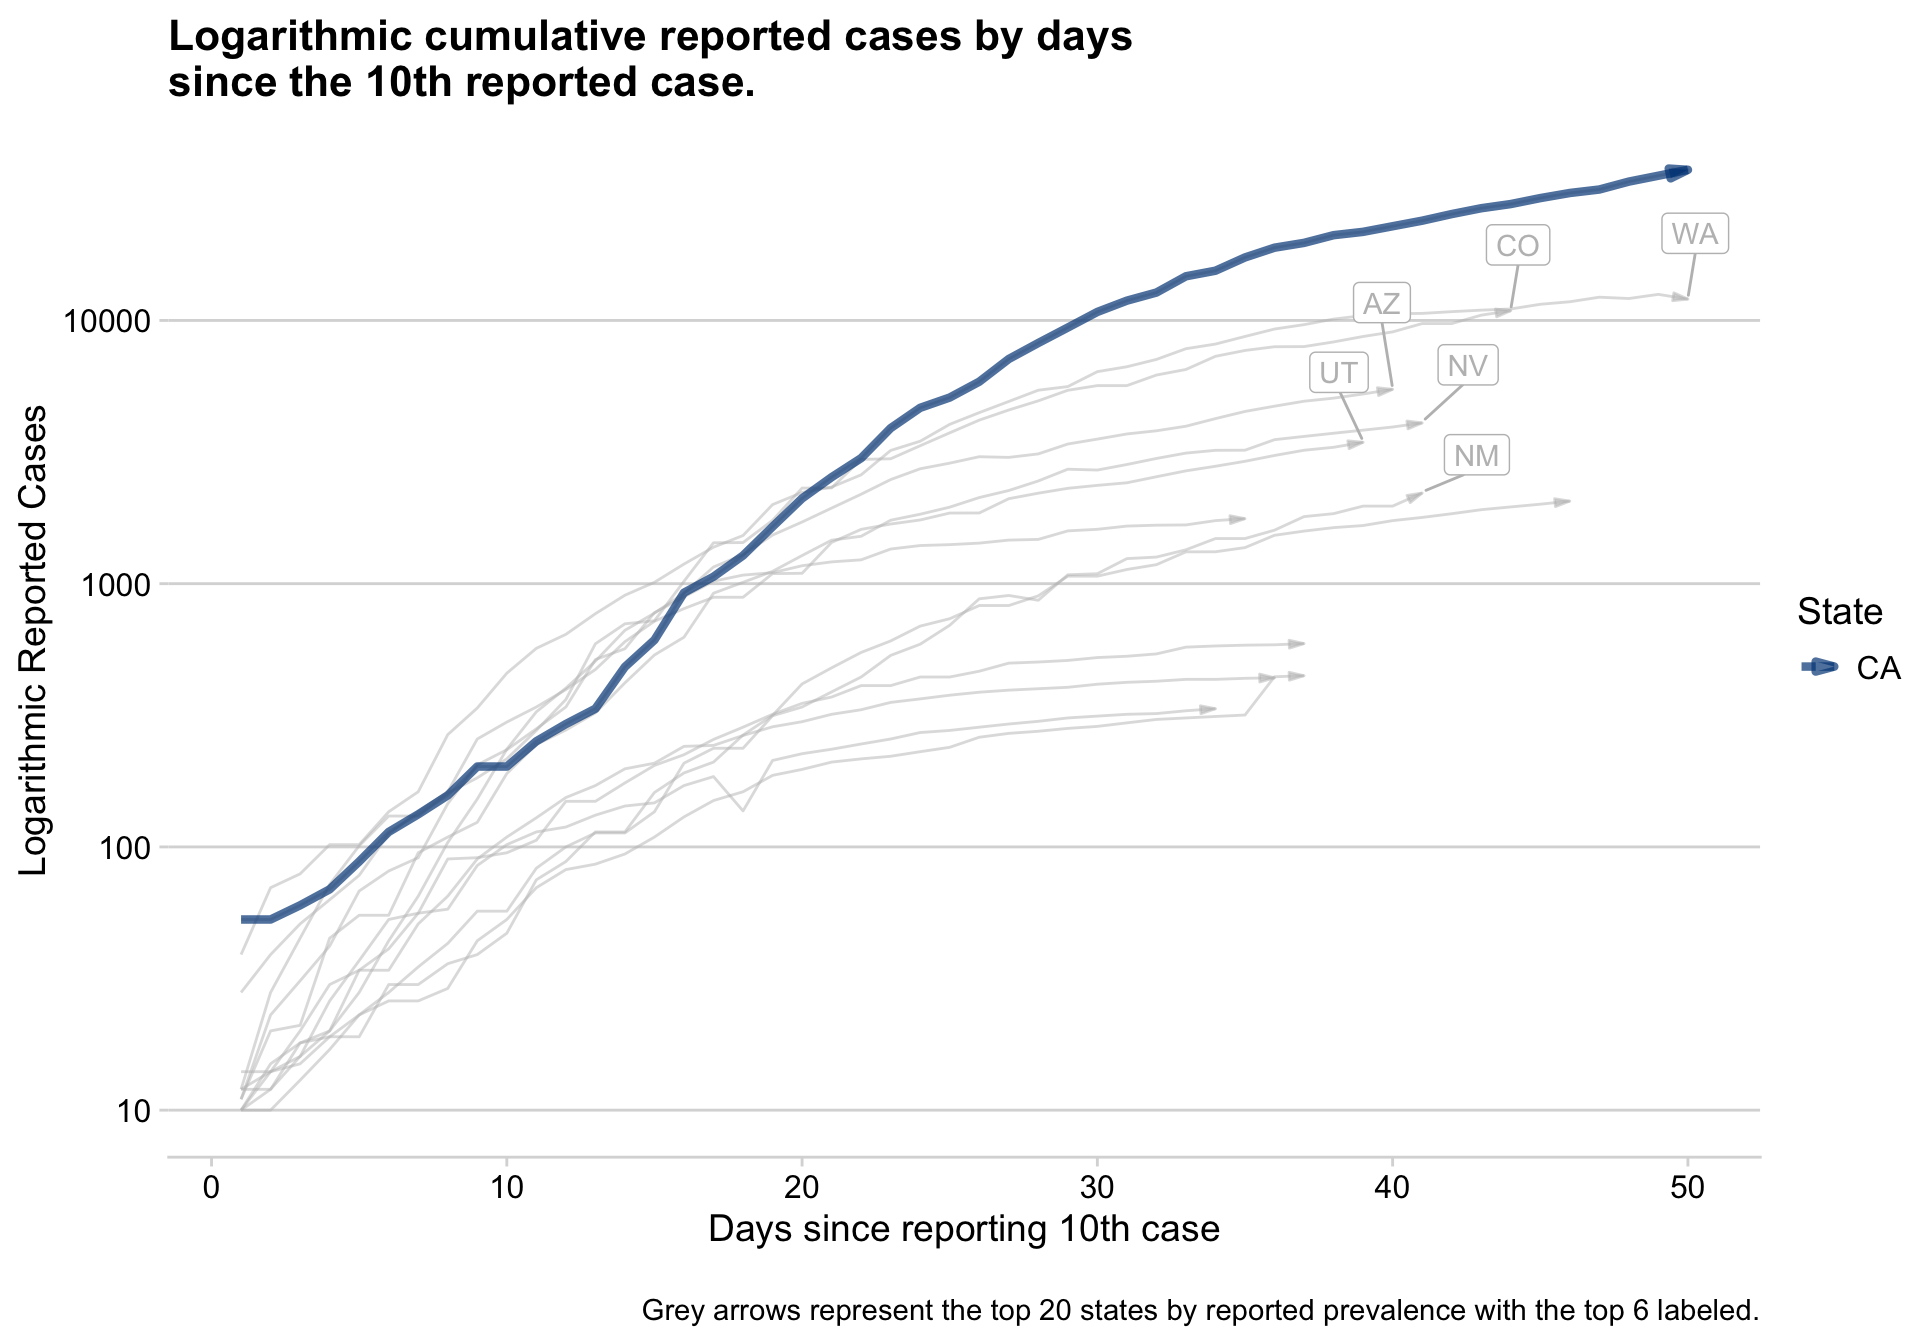 Logarithmic cumulative reported cases by days
since the 10th reported case.
WA
CO
AZ
NV
UT
NM
10000
1000
100
10
Logarithmic Reported Cases
State
CA
0 10 20 30 40 50
Days since reporting 10th case
Grey arrows represent the top 20 states by reported prevalence with the top 6 labeled.